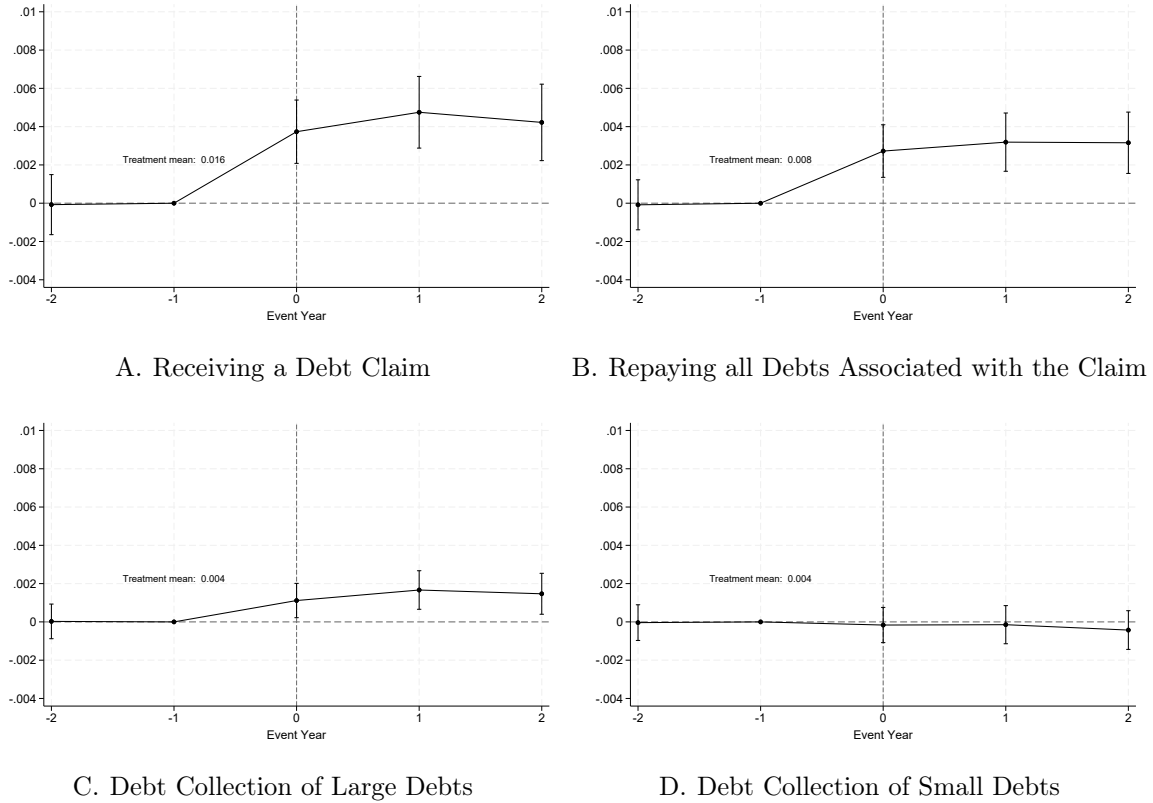 .01
.008
.006
.004
.002
0
-.002
-.004
Treatment mean: 0.016
-2 -1 0 1 2
Event Year
A. Receiving a Debt Claim
.01
.008
.006
.004
.002
0
-.002
-.004
Treatment mean: 0.008
-2 -1 0 1 2
Event Year
B. Repaying all Debts Associated with the Claim
.01
.008
.006
.004
.002
0
-.002
-.004
Treatment mean: 0.004
-2 -1 0 1 2
Event Year
C. Debt Collection of Large Debts
.01
.008
.006
.004
.002
0
-.002
-.004
Treatment mean: 0.004
-2 -1 0 1 2
Event Year
D. Debt Collection of Small Debts